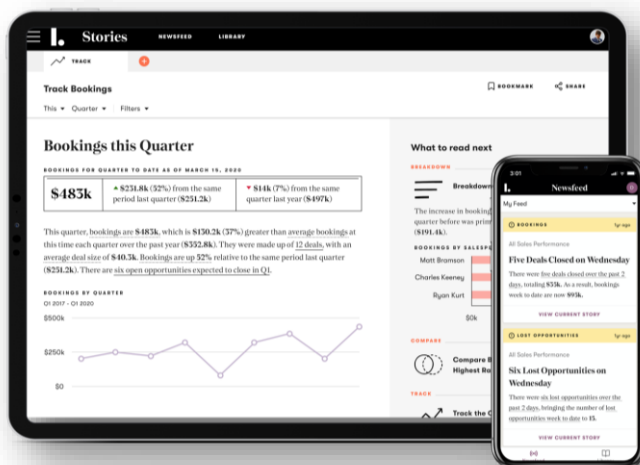 Stories
NEWSFEED
LIBRARY
TRACK
Track Bookings
BOOKMARK
SHARE
This
Quarter
Filters
Bookings this Quarter
BOOKINGS FOR QUARTER TO DATE AS OF MARCH 15, 2020
$483k
$231.8k (52%) from the same
period last quarter ($251.2k)
$14k (7%) from the same
quarter last year ($497k)
This quarter, bookings are $483k, which is $130.2k (37%) greater than average bookings at
this time each quarter over the past year ($352.8k). They were made up of 12 deals, with an
average deal size of $40.3k. Bookings are up 52% relative to the same period last quarter
($251.2k). There are six open opportunities expected to close in Q1.
BOOKINGS BY QUARTER
Q1 2017 - Q1 2020
$500k
$250k
$0
What to read next
BREAKDOWN
Breakdown
The increase in booking
quarter before was prim
($191.4k).
BOOKINGS BY SALESP
Matt Bramson
Charles Keeney
Ryan Kurt
$0k
COMPARE
Compare B
Highest Ra
TRACK
Track the C
3:01
Newsfeed
My Feed
BOOKINGS
1yr ago
All Sales Performance
Five Deals Closed on Wednesday
There were five deals closed over the past 2
days, totaling $35k. As a result, bookings
week to date are now $95k.
VIEW CURRENT STORY
LOST OPPORTUNITIES
1yr ago
All Sales Performance
Six Lost Opportunities on
Wednesday
There were six lost opportunities over the
past 2 days, bringing the number of lost
opportunities week to date to 15.
VIEW CURRENT STORY